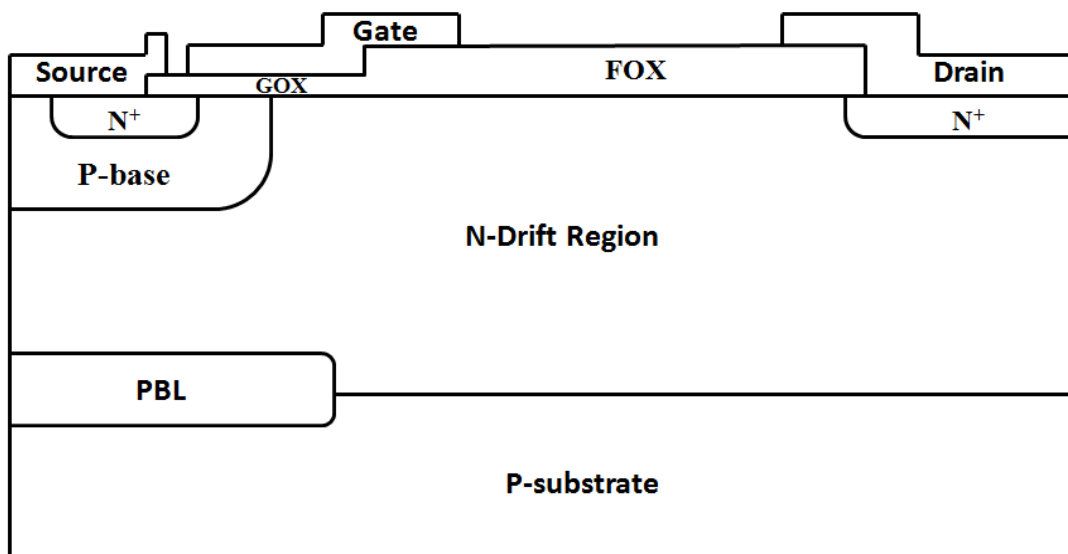 Gate
Source
FOX
Drain
GOX
N⁺
N⁺
P-base
N-Drift Region
PBL
P-substrate